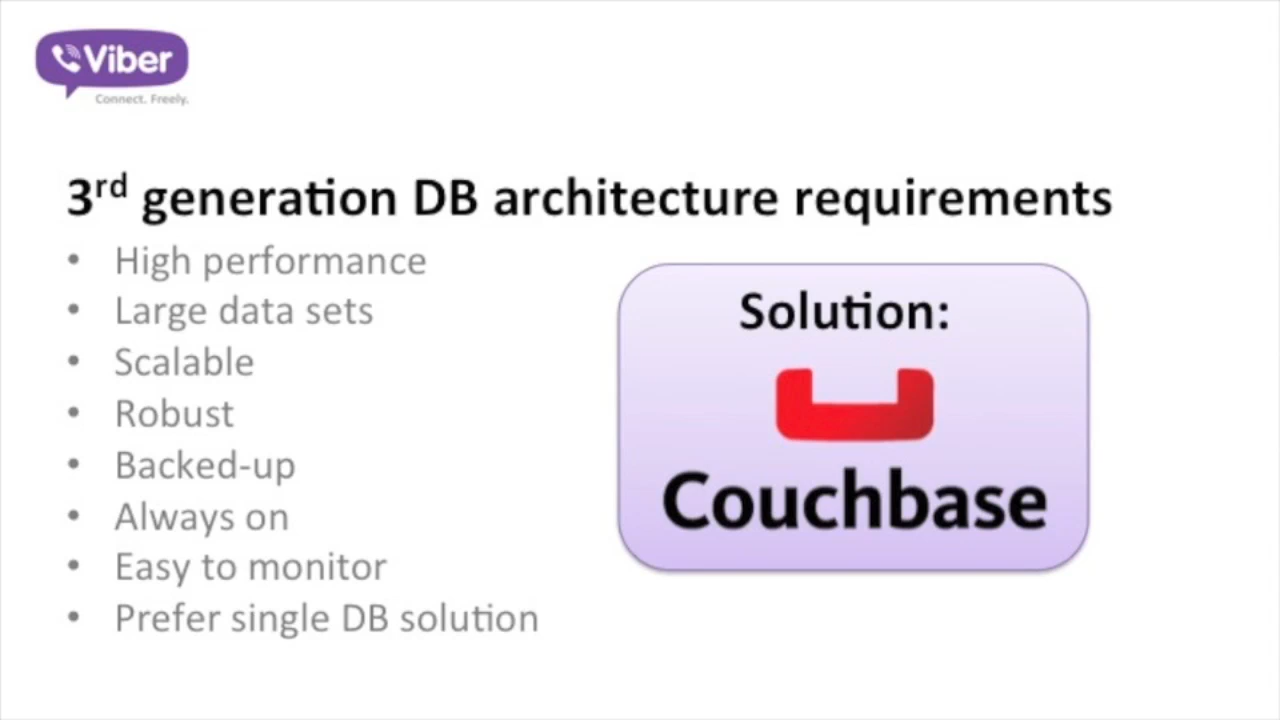 Viber
Connect. Freely.
3rd generation DB architecture requirements
• High performance
• Large data sets
• Scalable
• Robust
• Backed-up
• Always on
• Easy to monitor
• Prefer single DB solution
Solution:
Couchbase